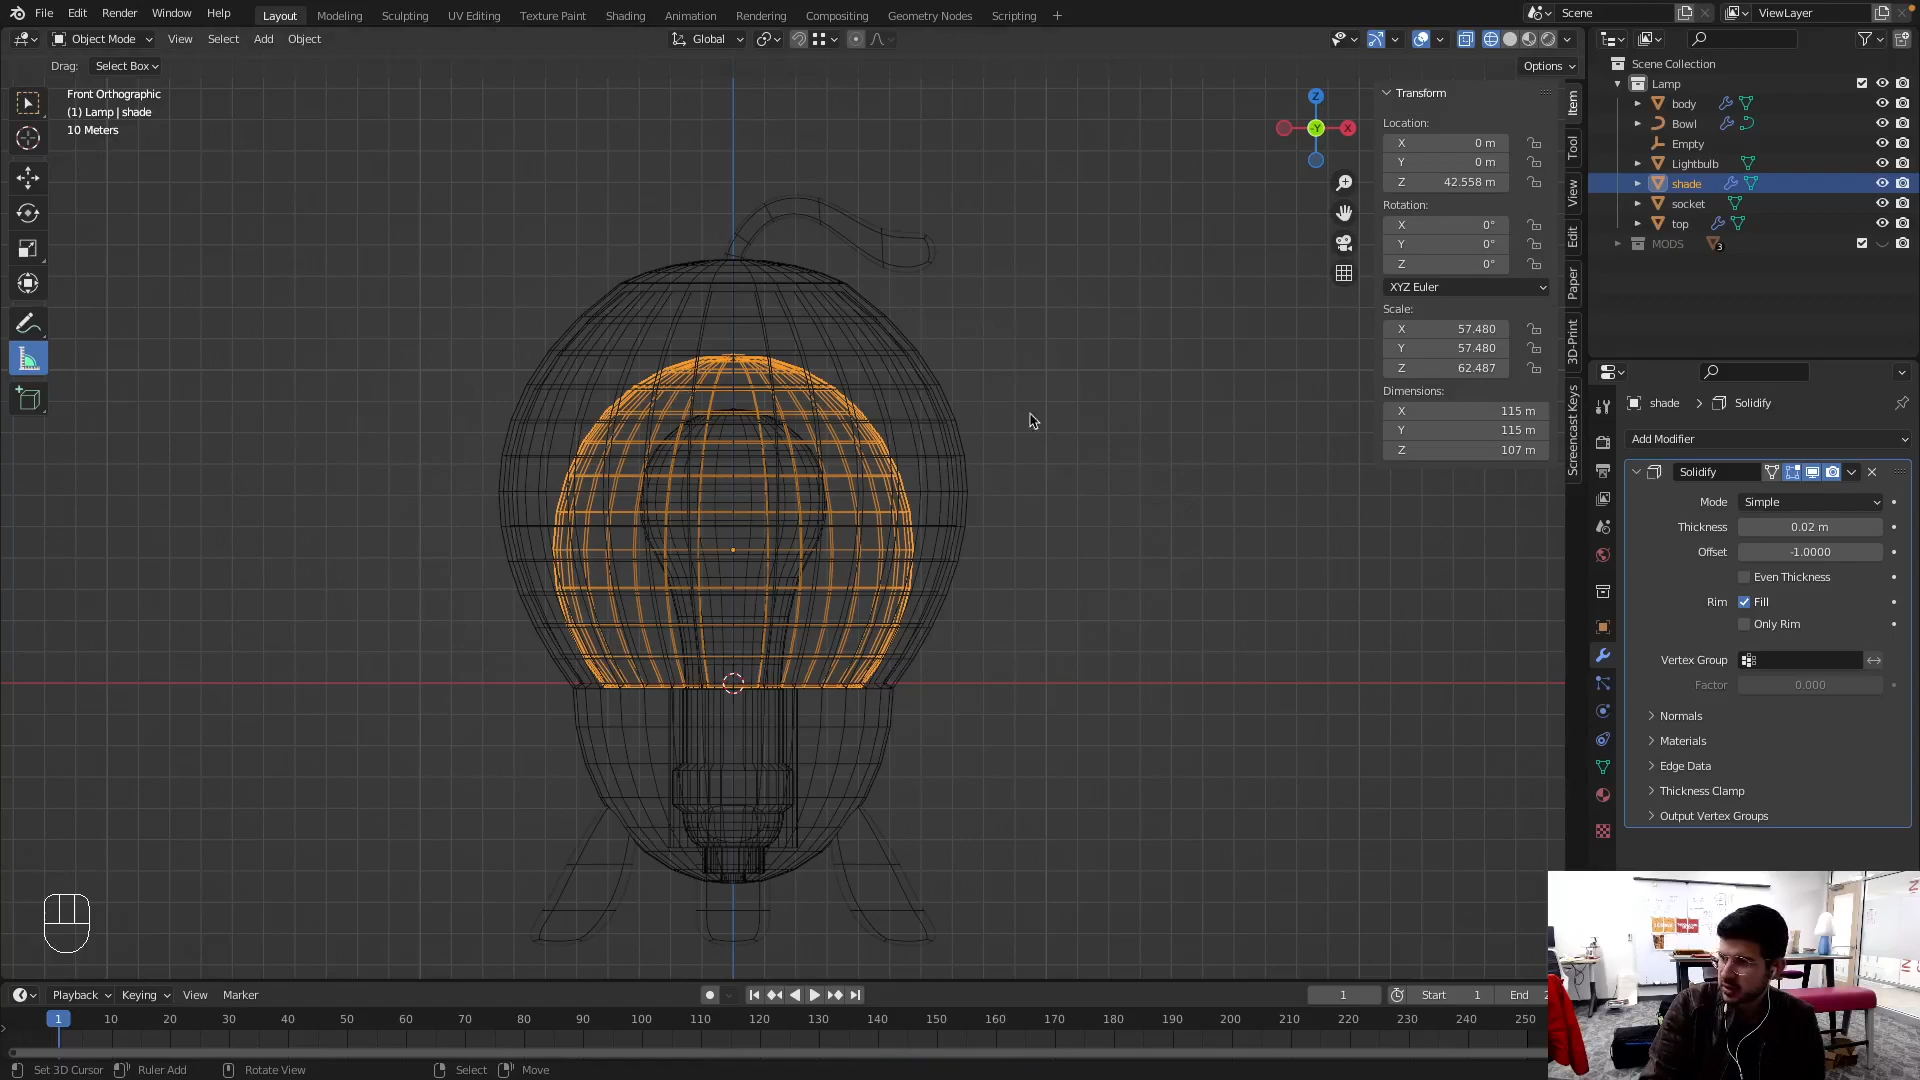 File Edit Render Window Help
Layout Modeling Sculpting UV Editing Texture Paint Shading Animation Rendering Compositing Geometry Nodes Scripting +
Scene ViewLayer
Object Mode View Select Add Object
Global
Drag: Select Box
Options
Front Orthographic
(1) Lamp | shade
10 Meters
Z
X
-Y
Transform
Location:
X 0 m
Y 0 m
Z 42.558 m
Rotation:
X 0°
Y 0°
Z 0°
XYZ Euler
Scale:
X 57.480
Y 57.480
Z 62.487
Dimensions:
X 115 m
Y 115 m
Z 107 m
Item
Tool
View
Edit
Paper
3D-Print
Screencast Keys
Scene Collection
Lamp
body
Bowl
Empty
Lightbulb
shade
socket
top
MODS 3
shade > Solidify
Add Modifier
Solidify
Mode Simple
Thickness 0.02 m
Offset -1.0000
Even Thickness
Rim Fill
Only Rim
Vertex Group
Factor 0.000
Normals
Materials
Edge Data
Thickness Clamp
Output Vertex Groups
Playback Keying View Marker
1 Start 1 End 2
1 10 20 30 40 50 60 70 80 90 100 110 120 130 140 150 160 170 180 190 200 210 220 230 240 250
Set 3D Cursor Ruler Add Rotate View Select Move